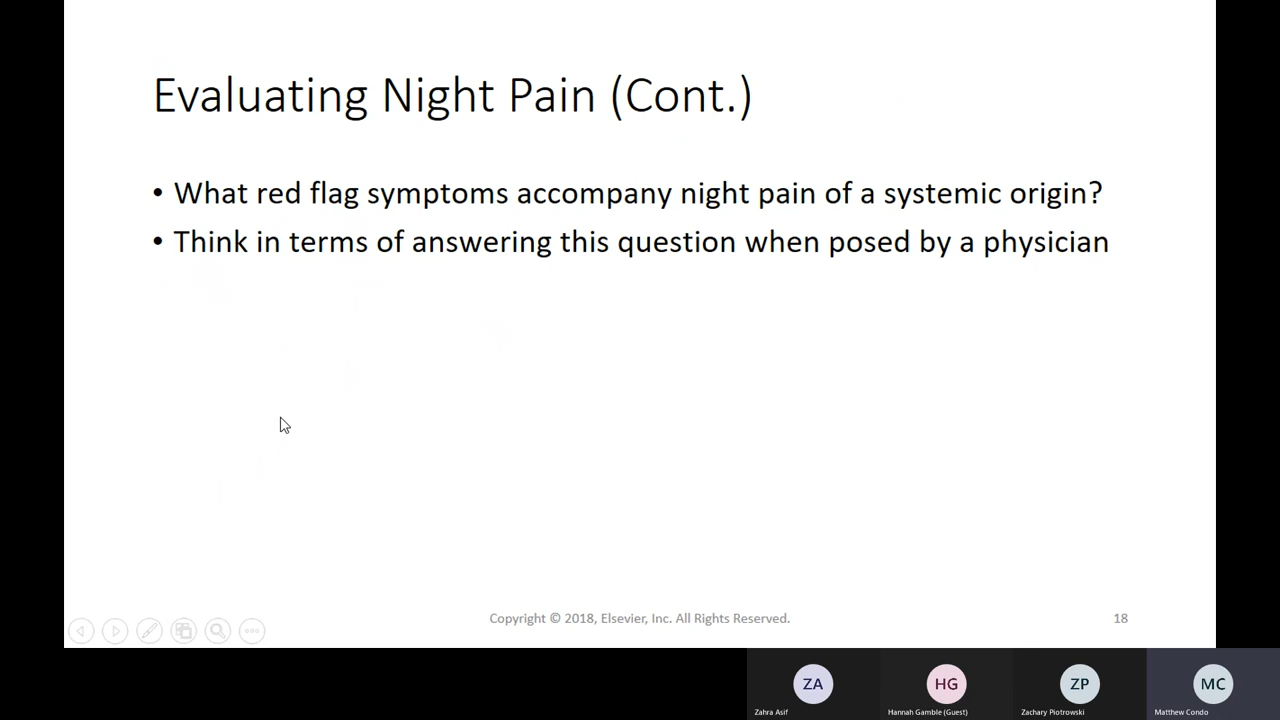 Evaluating Night Pain (Cont.)
• What red flag symptoms accompany night pain of a systemic origin?
• Think in terms of answering this question when posed by a physician
Copyright © 2018, Elsevier, Inc. All Rights Reserved.
18
ZA
HG
ZP
MC
Zahra Asif
Hannah Gamble (Guest)
Zachary Piotrowski
Matthew Condo